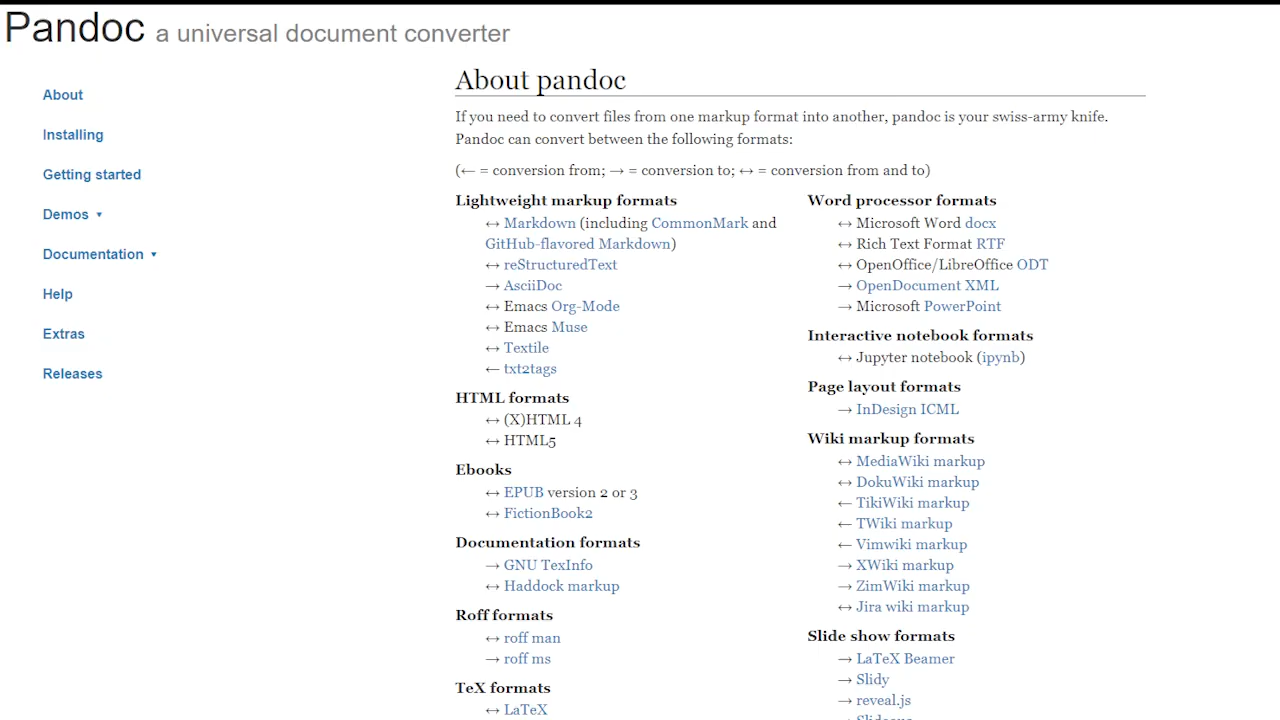 Pandoc a universal document converter
About
Installing
Getting started
Demos ▾
Documentation ▾
Help
Extras
Releases
About pandoc
If you need to convert files from one markup format into another, pandoc is your swiss-army knife.
Pandoc can convert between the following formats:
(← = conversion from; → = conversion to; ↔ = conversion from and to)
Lightweight markup formats
↔ Markdown (including CommonMark and
GitHub-flavored Markdown)
↔ reStructuredText
→ AsciiDoc
↔ Emacs Org-Mode
↔ Emacs Muse
↔ Textile
← txt2tags
HTML formats
↔ (X)HTML 4
↔ HTML5
Ebooks
↔ EPUB version 2 or 3
↔ FictionBook2
Documentation formats
→ GNU TexInfo
↔ Haddock markup
Roff formats
↔ roff man
→ roff ms
TeX formats
↔ LaTeX
Word processor formats
↔ Microsoft Word docx
↔ Rich Text Format RTF
↔ OpenOffice/LibreOffice ODT
→ OpenDocument XML
→ Microsoft PowerPoint
Interactive notebook formats
↔ Jupyter notebook (ipynb)
Page layout formats
→ InDesign ICML
Wiki markup formats
↔ MediaWiki markup
↔ DokuWiki markup
← TikiWiki markup
← TWiki markup
← Vimwiki markup
→ XWiki markup
→ ZimWiki markup
↔ Jira wiki markup
Slide show formats
→ LaTeX Beamer
→ Slidy
→ reveal.js